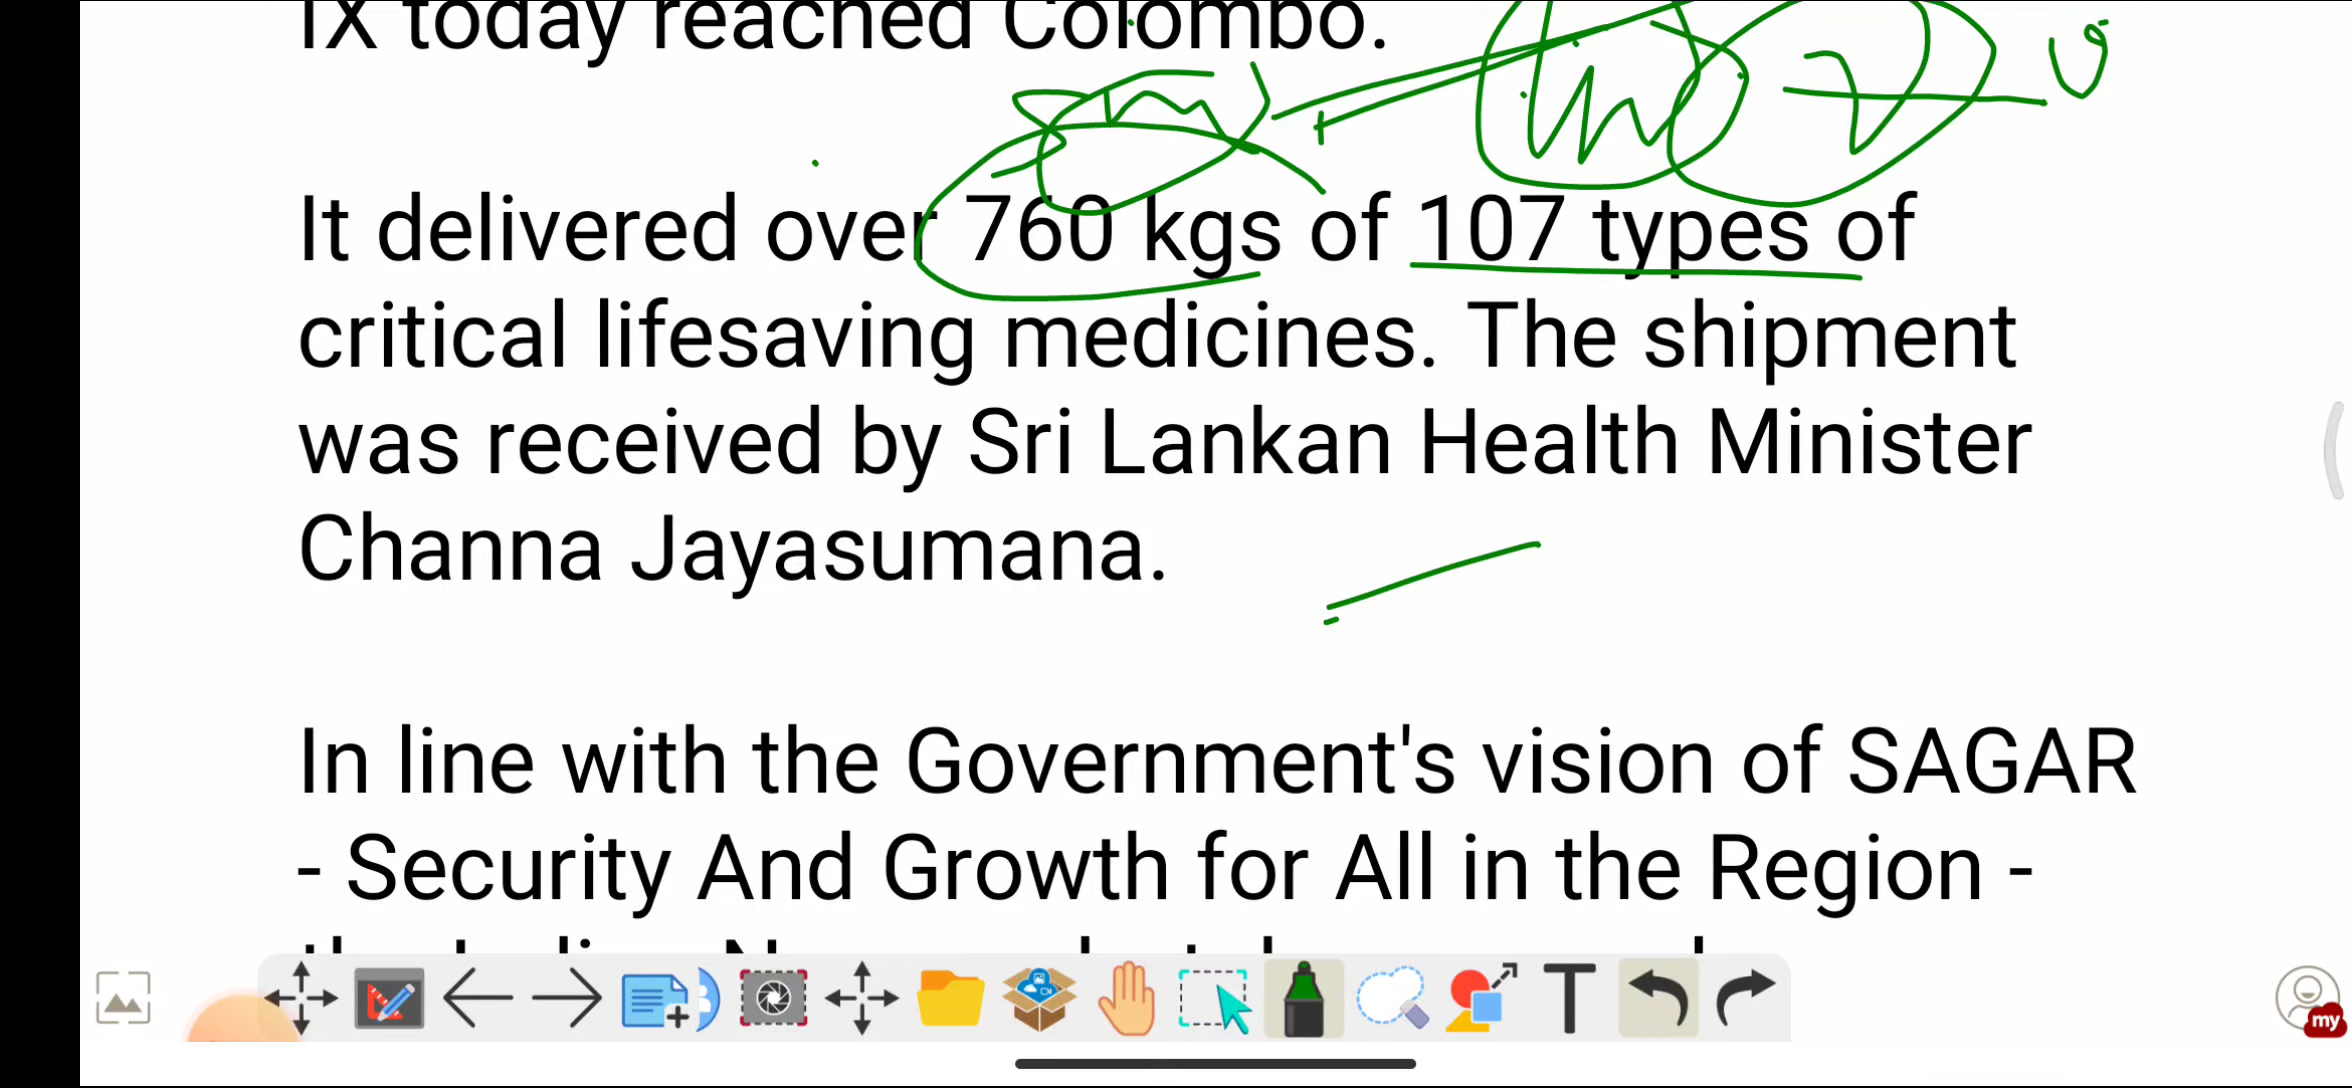 IX today reached Colombo.
It delivered over 760 kgs of 107 types of
critical lifesaving medicines. The shipment
was received by Sri Lankan Health Minister
Channa Jayasumana.
In line with the Government's vision of SAGAR
- Security And Growth for All in the Region -
my